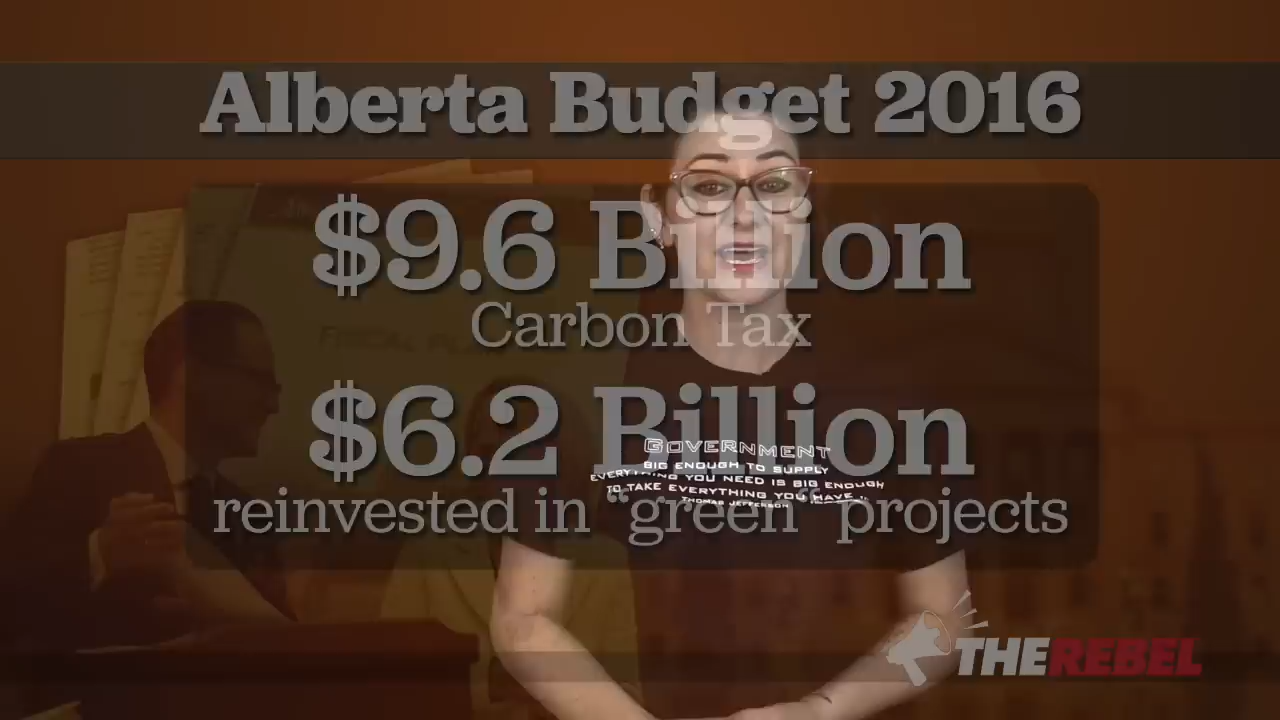 Alberta Budget 2016
$9.6 Billion
Carbon Tax
$6.2 Billion
reinvested in “green“ projects
GOVERNMENT
BIG ENOUGH TO SUPPLY
EVERYTHING YOU NEED IS BIG ENOUGH
TO TAKE EVERYTHING YOU HAVE
THOMAS JEFFERSON
FISCAL
THEREBEL